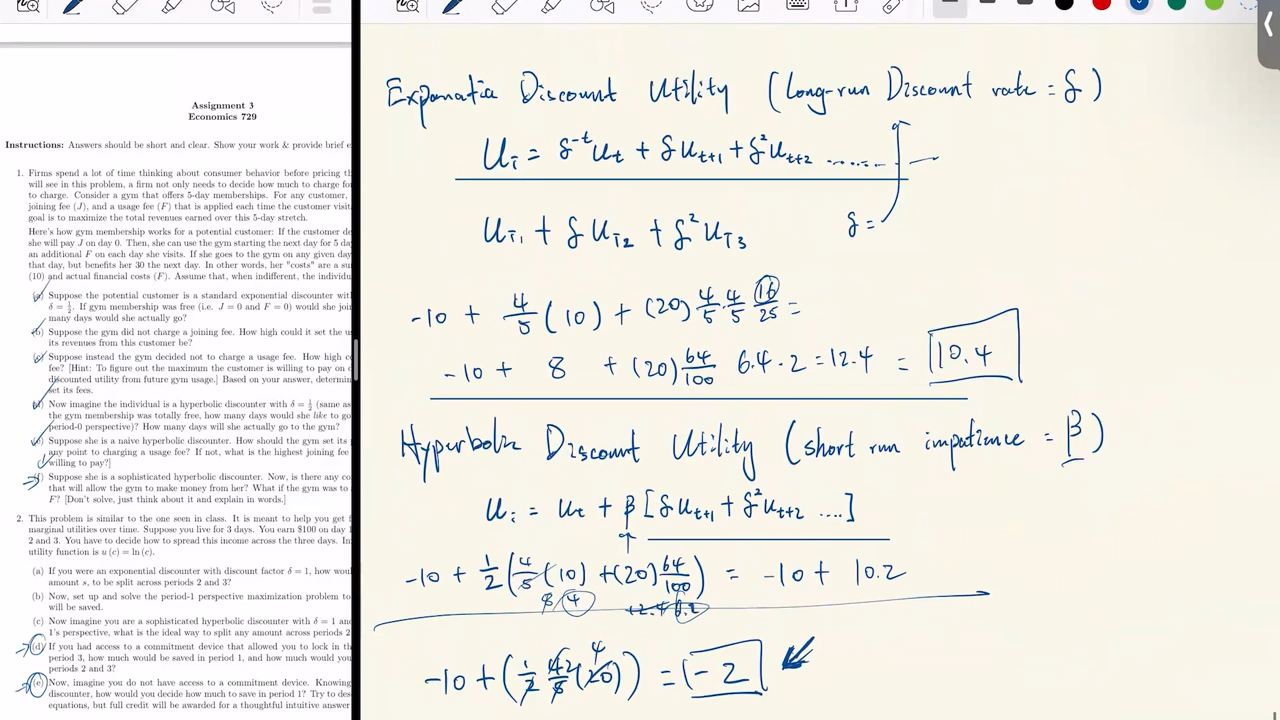 Assignment 3
Economics 729
Instructions: Answers should be short and clear. Show your work & provide brief e
1. Firms spend a lot of time thinking about consumer behavior before pricing th
will see in this problem, a firm not only needs to decide how much to charge for
to charge. Consider a gym that offers 5-day memberships. For any customer,
joining fee (J), and a usage fee (F) that is applied each time the customer visit
goal is to maximize the total revenues earned over this 5-day stretch.
Here's how gym membership works for a potential customer: If the customer de
she will pay J on day 0. Then, she can use the gym starting the next day for 5 da
an additional F on each day she visits. If she goes to the gym on any given day
that day, but benefits her 30 the next day. In other words, her "costs" are a su
(10) and actual financial costs (F). Assume that, when indifferent, the individu
(a) Suppose the potential customer is a standard exponential discounter wit
δ = 1/2. If gym membership was free (i.e. J = 0 and F = 0) would she joi
many days would she actually go?
(b) Suppose the gym did not charge a joining fee. How high could it set the us
its revenues from this customer be?
(c) Suppose instead the gym decided not to charge a usage fee. How high c
fee? [Hint: To figure out the maximum the customer is willing to pay on d
discounted utility from future gym usage.] Based on your answer, determin
set its fees.
(d) Now imagine the individual is a hyperbolic discounter with δ = 1/2 (same as
the gym membership was totally free, how many days would she like to go
period-0 perspective)? How many days will she actually go to the gym?
(e) Suppose she is a naive hyperbolic discounter. How should the gym set its
any point to charging a usage fee? If not, what is the highest joining fee
willing to pay?]
(f) Suppose she is a sophisticated hyperbolic discounter. Now, is there any co
that will allow the gym to make money from her? What if the gym was to
F? [Don't solve, just think about it and explain in words.]
2. This problem is similar to the one seen in class. It is meant to help you get f
marginal utilities over time. Suppose you live for 3 days. You earn $100 on day 1
2. You have to decide how to spread this income across the three days. In
utility function is u (c) = ln (c).
(a) If you were an exponential discounter with discount factor δ = 1, how wou
amount s, to be split across periods 2 and 3?
(b) Now, set up and solve the period-1 perspective maximization problem to
will be saved.
(c) Now imagine you are a sophisticated hyperbolic discounter with δ = 1 and
1's perspective, what is the ideal way to split any amount across periods 2
(d) If you had access to a commitment device that allowed you to lock in th
period 3, how much would be saved in period 1, and how much would you
periods 2 and 3?
(e) Now, imagine you do not have access to a commitment device. Knowing
discounter, how would you decide how much to save in period 1? Try to des
equations, but full credit will be awarded for a thoughtful intuitive answer
Exponatia Discount Utility (Long-run Discount rate = δ)
Ui = δ^-t Ut + δUt+1 + δ²Ut+2 ........
UT1 + δUT2 + δ²UT3
δ =
-10 + 4/5 (10) + (20) 4/5 · 4/5 16/25 =
-10 + 8 + (20) 64/100 6.4 · 2 = 12.4 = 10.4
Hyperbolic Discount Utility (short run impatience = β)
Ui = Ut + β [δUt+1 + δ²Ut+2 ....]
-10 + 1/2 (4/5 (10) + (20) 64/100) = -10 + 10.2
-10 + (1/2 4/5 (20)) = -2